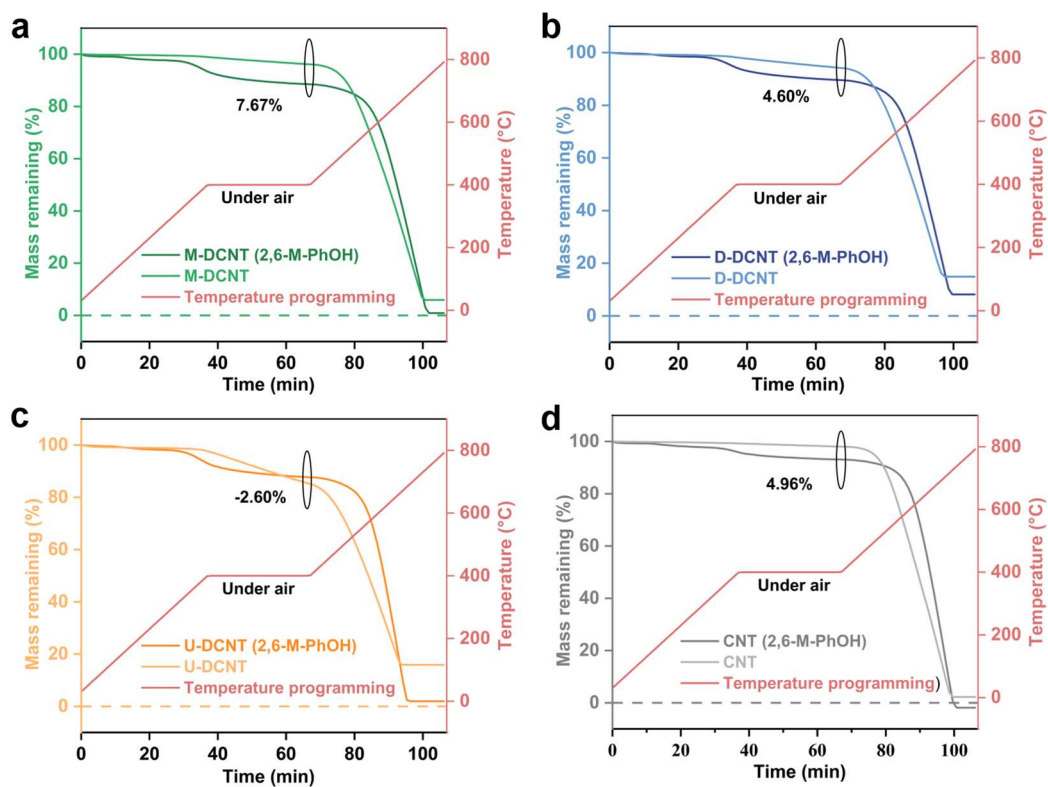 a
Mass remaining (%)
100
80
60
40
20
0
7.67%
Under air
M-DCNT (2,6-M-PhOH)
M-DCNT
Temperature programming
0 20 40 60 80 100
Time (min)
800
600
400
200
0
Temperature (°C)
b
Mass remaining (%)
100
80
60
40
20
0
4.60%
Under air
D-DCNT (2,6-M-PhOH)
D-DCNT
Temperature programming
0 20 40 60 80 100
Time (min)
800
600
400
200
0
Temperature (°C)
c
Mass remaining (%)
100
80
60
40
20
0
-2.60%
Under air
U-DCNT (2,6-M-PhOH)
U-DCNT
Temperature programming
0 20 40 60 80 100
Time (min)
800
600
400
200
0
Temperature (°C)
d
Mass remaining (%)
100
80
60
40
20
0
4.96%
Under air
CNT (2,6-M-PhOH)
CNT
Temperature programming)
0 20 40 60 80 100
Time (min)
800
600
400
200
0
Temperature (°C)